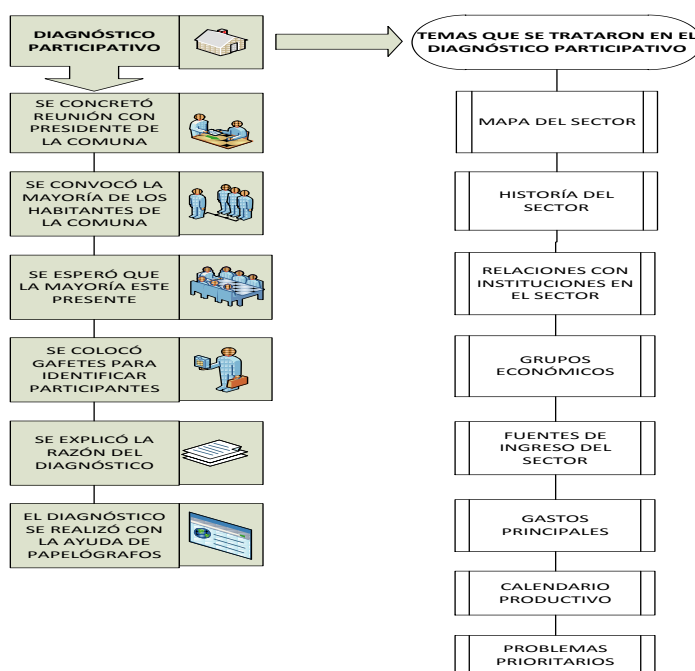 DIAGNÓSTICO
PARTICIPATIVO
SE CONCRETÓ
REUNIÓN CON
PRESIDENTE DE
LA COMUNA
SE CONVOCÓ LA
MAYORÍA DE LOS
HABITANTES DE
LA COMUNA
SE ESPERÓ QUE
LA MAYORÍA ESTE
PRESENTE
SE COLOCÓ
GAFETES PARA
IDENTIFICAR
PARTICIPANTES
SE EXPLICÓ LA
RAZÓN DEL
DIAGNÓSTICO
EL DIAGNÓSTICO
SE REALIZÓ CON
LA AYUDA DE
PAPELÓGRAFOS
TEMAS QUE SE TRATARON EN EL
DIAGNÓSTICO PARTICIPATIVO
MAPA DEL SECTOR
HISTORÍA DEL
SECTOR
RELACIONES CON
INSTITUCIONES EN
EL SECTOR
GRUPOS
ECONÓMICOS
FUENTES DE
INGRESO DEL
SECTOR
GASTOS
PRINCIPALES
CALENDARIO
PRODUCTIVO
PROBLEMAS
PRIORITARIOS